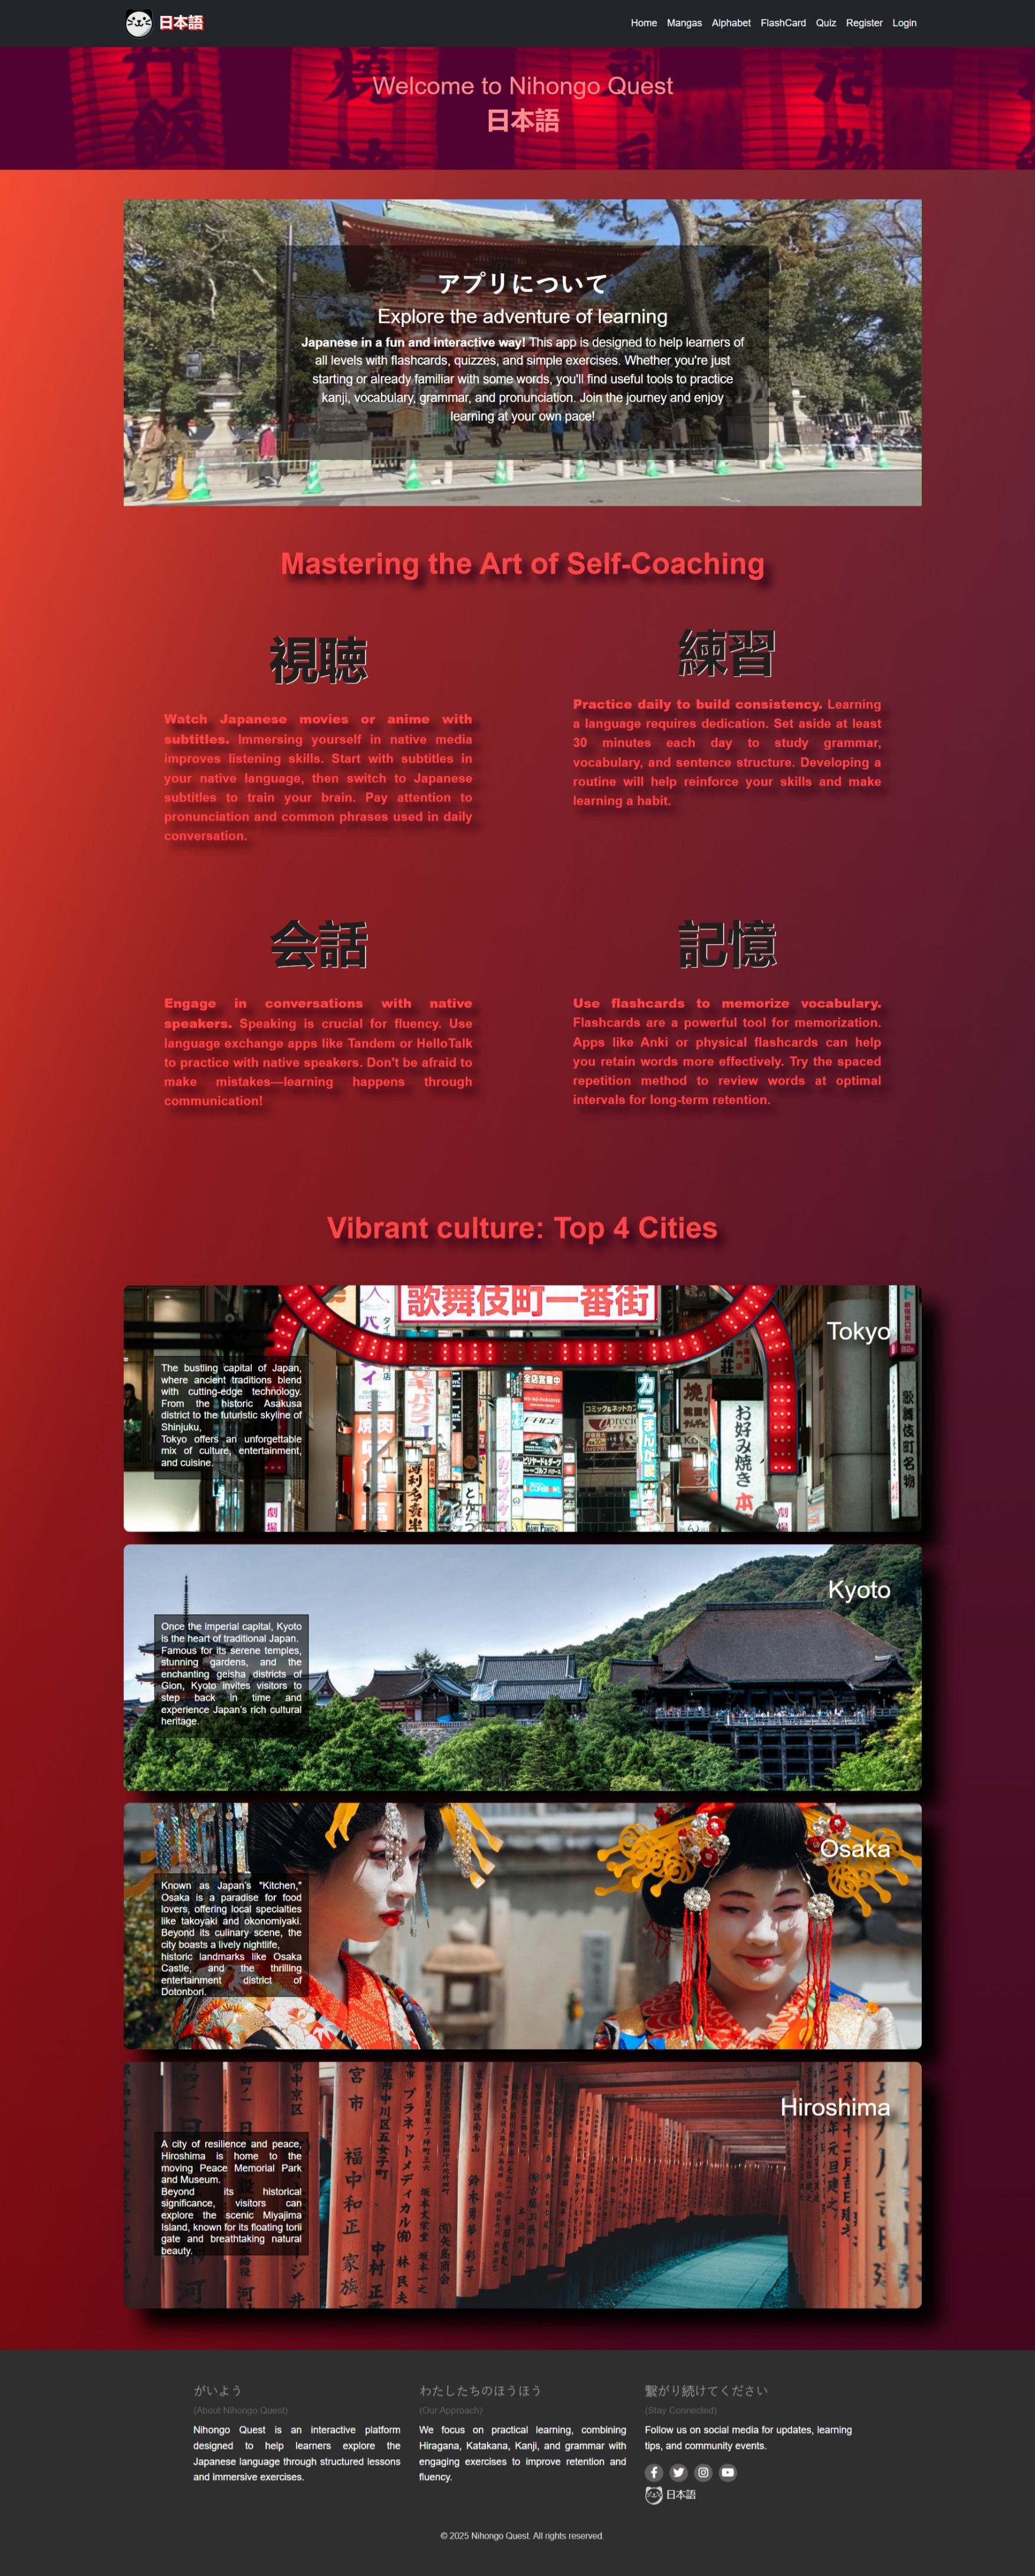 日本語
Home Mangas Alphabet FlashCard Quiz Register Login
Welcome to Nihongo Quest
日本語
アプリについて
Explore the adventure of learning
Japanese in a fun and interactive way! This app is designed to help learners of
all levels with flashcards, quizzes, and simple exercises. Whether you're just
starting or already familiar with some words, you'll find useful tools to practice
kanji, vocabulary, grammar, and pronunciation. Join the journey and enjoy
learning at your own pace!
Mastering the Art of Self-Coaching
視聴
Watch Japanese movies or anime with
subtitles. Immersing yourself in native media
improves listening skills. Start with subtitles in
your native language, then switch to Japanese
subtitles to train your brain. Pay attention to
pronunciation and common phrases used in daily
conversation.
練習
Practice daily to build consistency. Learning
a language requires dedication. Set aside at least
30 minutes each day to study grammar,
vocabulary, and sentence structure. Developing a
routine will help reinforce your skills and make
learning a habit.
会話
Engage in conversations with native
speakers. Speaking is crucial for fluency. Use
language exchange apps like Tandem or HelloTalk
to practice with native speakers. Don't be afraid to
make mistakes—learning happens through
communication!
記憶
Use flashcards to memorize vocabulary.
Flashcards are a powerful tool for memorization.
Apps like Anki or physical flashcards can help
you retain words more effectively. Try the spaced
repetition method to review words at optimal
intervals for long-term retention.
Vibrant culture: Top 4 Cities
歌舞伎町一番街
Tokyo
The bustling capital of Japan,
where ancient traditions blend
with cutting-edge technology.
From the historic Asakusa
district to the futuristic skyline of
Shinjuku,
Tokyo offers an unforgettable
mix of culture, entertainment,
and cuisine.
お好み焼き
歌舞伎町名物
Kyoto
Once the imperial capital, Kyoto
is the heart of traditional Japan.
Famous for its serene temples,
stunning gardens, and the
enchanting geisha districts of
Gion, Kyoto invites visitors to
step back in time and
experience Japan's rich cultural
heritage.
Osaka
Known as Japan's "Kitchen,"
Osaka is a paradise for food
lovers, offering local specialties
like takoyaki and okonomiyaki.
Beyond its culinary scene, the
city boasts a lively nightlife,
historic landmarks like Osaka
Castle, and the thrilling
entertainment district of
Dotonbori.
Hiroshima
A city of resilience and peace,
Hiroshima is home to the
moving Peace Memorial Park
and Museum.
Beyond its historical
significance, visitors can
explore the scenic Miyajima
Island, known for its floating torii
gate and breathtaking natural
beauty.
がいよう
(About Nihongo Quest)
Nihongo Quest is an interactive platform
designed to help learners explore the
Japanese language through structured lessons
and immersive exercises.
わたしたちのほうほう
(Our Approach)
We focus on practical learning, combining
Hiragana, Katakana, Kanji, and grammar with
engaging exercises to improve retention and
fluency.
繋がり続けてください
(Stay Connected)
Follow us on social media for updates, learning
tips, and community events.
日本語
© 2025 Nihongo Quest. All rights reserved.